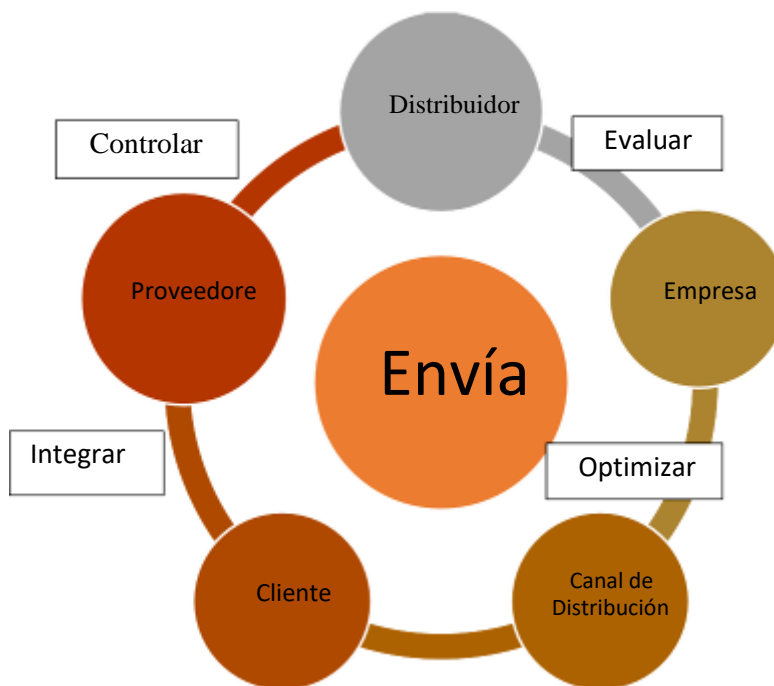 Distribuidor
Controlar
Evaluar
Proveedore
Empresa
Envía
Integrar
Optimizar
Cliente
Canal de
Distribución